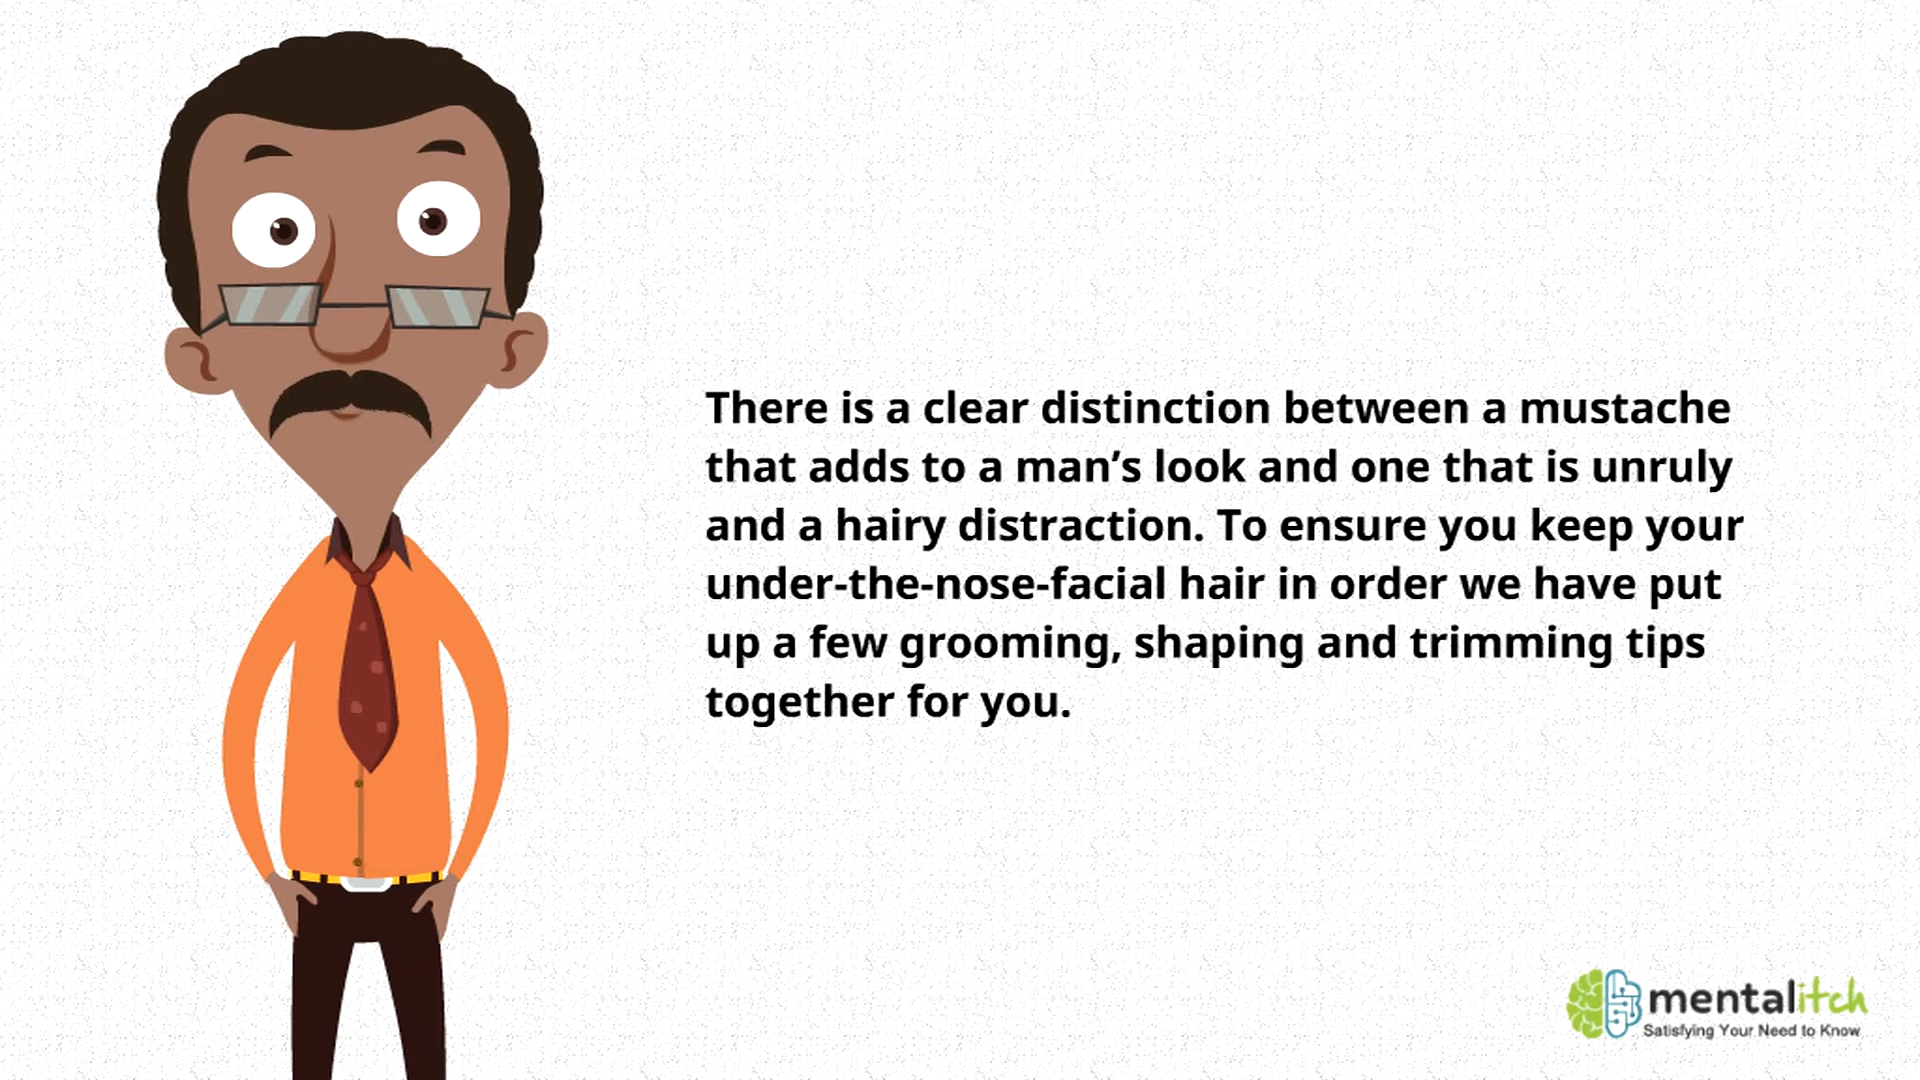 There is a clear distinction between a mustache
that adds to a man’s look and one that is unruly
and a hairy distraction. To ensure you keep your
under-the-nose-facial hair in order we have put
up a few grooming, shaping and trimming tips
together for you.
mentalitch
Satisfying Your Need to Know